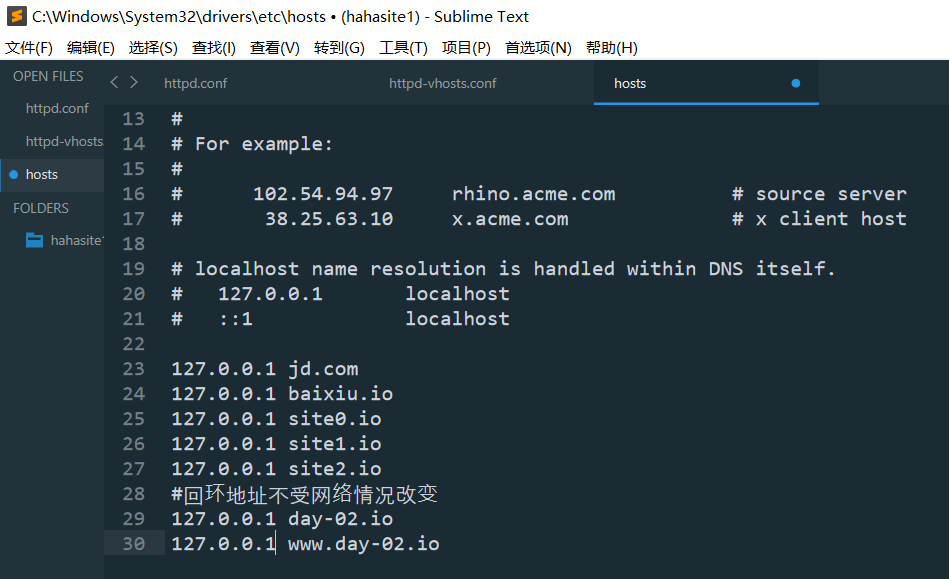 C:\Windows\System32\drivers\etc\hosts • (hahasite1) - Sublime Text
文件(F) 编辑(E) 选择(S) 查找(I) 查看(V) 转到(G) 工具(T) 项目(P) 首选项(N) 帮助(H)
OPEN FILES
httpd.conf
httpd-vhosts
hosts
FOLDERS
hahasite1
httpd.conf httpd-vhosts.conf hosts
13 #
14 # For example:
15 #
16 # 102.54.94.97 rhino.acme.com # source server
17 # 38.25.63.10 x.acme.com # x client host
18
19 # localhost name resolution is handled within DNS itself.
20 # 127.0.0.1 localhost
21 # ::1 localhost
22
23 127.0.0.1 jd.com
24 127.0.0.1 baixiu.io
25 127.0.0.1 site0.io
26 127.0.0.1 site1.io
27 127.0.0.1 site2.io
28 #回环地址不受网络情况改变
29 127.0.0.1 day-02.io
30 127.0.0.1 www.day-02.io